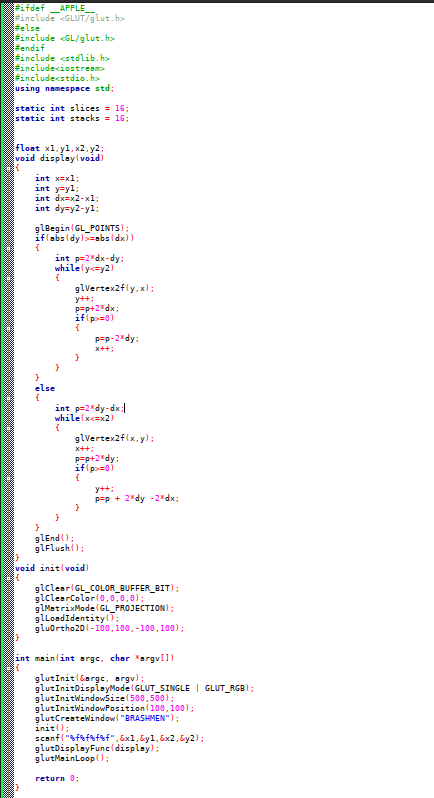 #ifdef __APPLE__
#include <GLUT/glut.h>
#else
#include <GL/glut.h>
#endif
#include <stdlib.h>
#include<iostream>
#include<stdio.h>
using namespace std;

static int slices = 16;
static int stacks = 16;


float x1,y1,x2,y2;
void display(void)
{
    int x=x1;
    int y=y1;
    int dx=x2-x1;
    int dy=y2-y1;

    glBegin(GL_POINTS);
    if(abs(dy)>=abs(dx))
    {
        int p=2*dx-dy;
        while(y<=y2)
        {
            glVertex2f(y,x);
            y++;
            p=p+2*dx;
            if(p>=0)
            {
                p=p-2*dy;
                x++;
            }
        }
    }
    else
    {
        int p=2*dy-dx;
        while(x<=x2)
        {
            glVertex2f(x,y);
            x++;
            p=p+2*dy;
            if(p>=0)
            {
                y++;
                p=p + 2*dy -2*dx;
            }
        }
    }
    glEnd();
    glFlush();
}
void init(void)
{
    glClear(GL_COLOR_BUFFER_BIT);
    glClearColor(0,0,0,0);
    glMatrixMode(GL_PROJECTION);
    glLoadIdentity();
    gluOrtho2D(-100,100,-100,100);
}

int main(int argc, char *argv[])
{
    glutInit(&argc, argv);
    glutInitDisplayMode(GLUT_SINGLE | GLUT_RGB);
    glutInitWindowSize(500,500);
    glutInitWindowPosition(100,100);
    glutCreateWindow("BRASHMEN");
    init();
    scanf("%f%f%f%f",&x1,&y1,&x2,&y2);
    glutDisplayFunc(display);
    glutMainLoop();

    return 0;
}